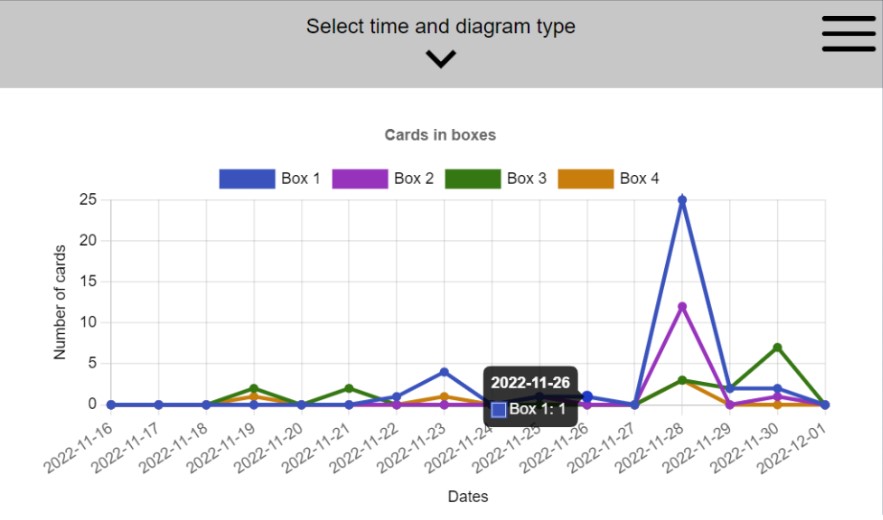 Select time and diagram type
Cards in boxes
Box 1 Box 2 Box 3 Box 4
Number of cards
25
20
15
10
5
0
2022-11-26
Box 1: 1
2022-11-16 2022-11-17 2022-11-18 2022-11-19 2022-11-20 2022-11-21 2022-11-22 2022-11-23 2022-11-24 2022-11-25 2022-11-26 2022-11-27 2022-11-28 2022-11-29 2022-11-30 2022-12-01
Dates